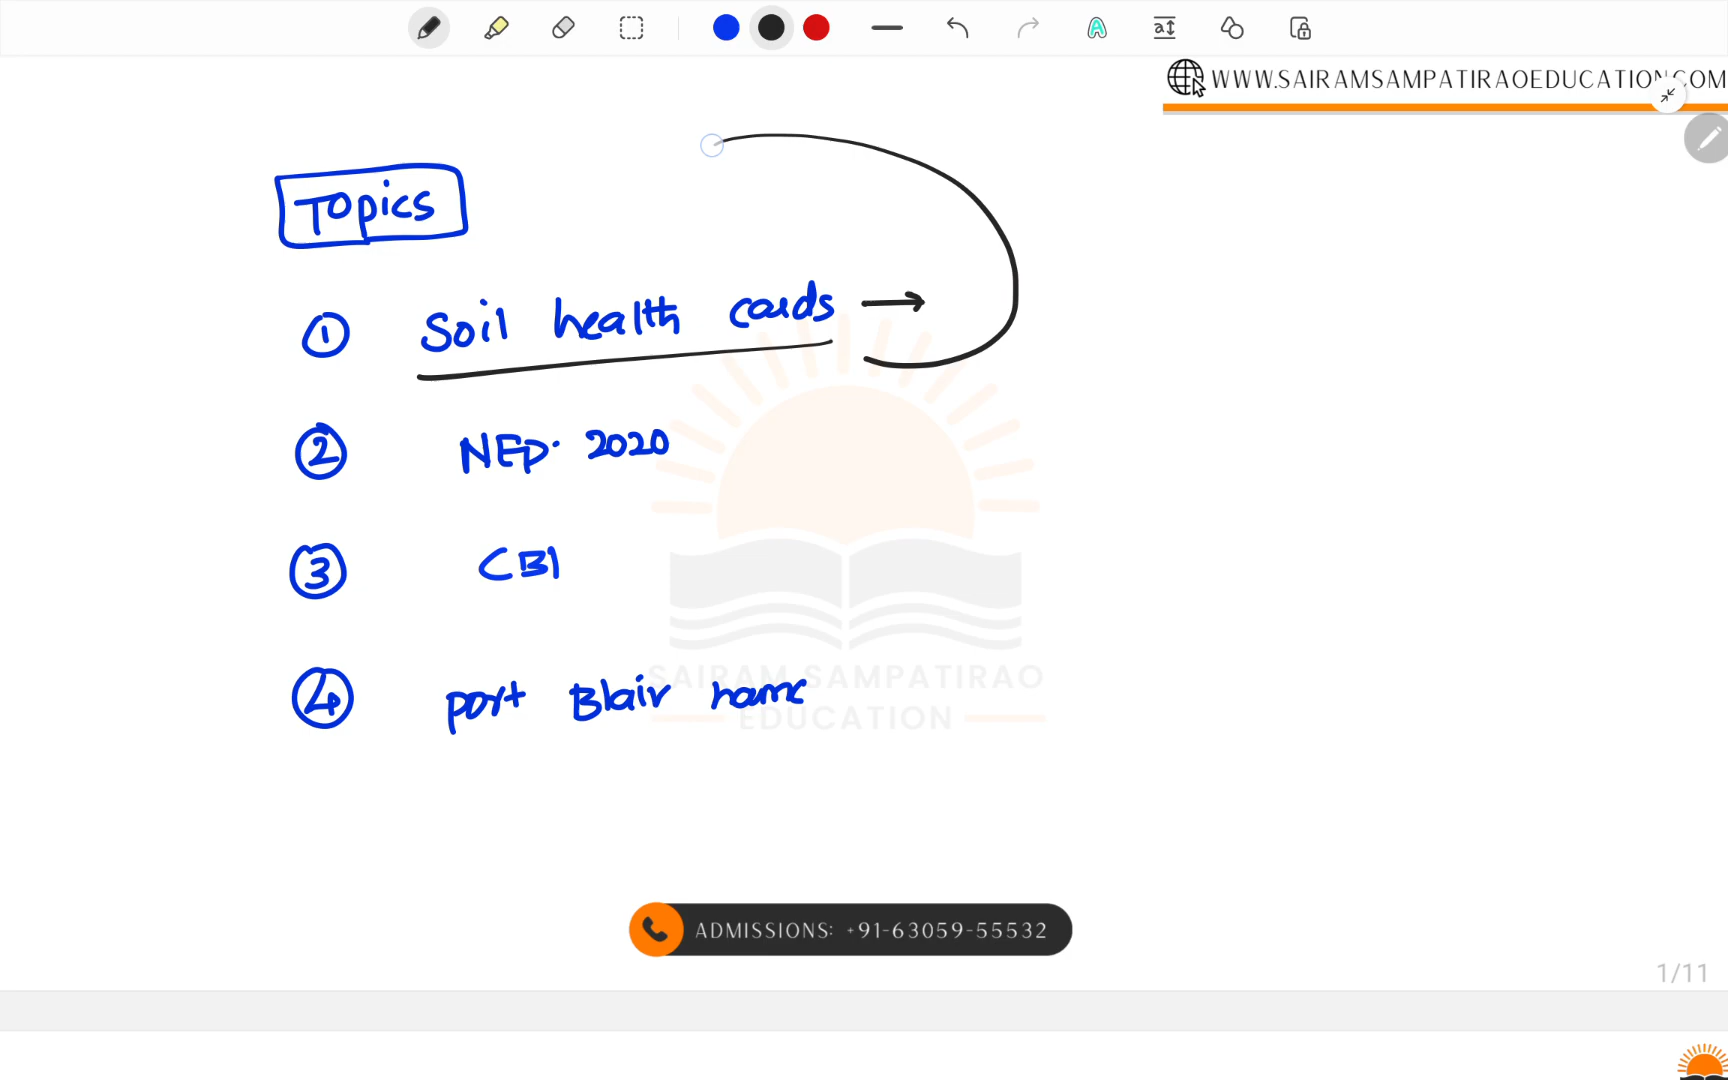 WWW.SAIRAMSAMPATIRAOEDUCATION.COM
Topics
① Soil health cards →
② NEP. 2020
③ CBI
④ port Blair name
SAIRAM SAMPATIRAO
EDUCATION
ADMISSIONS: +91-63059-55532
1/11